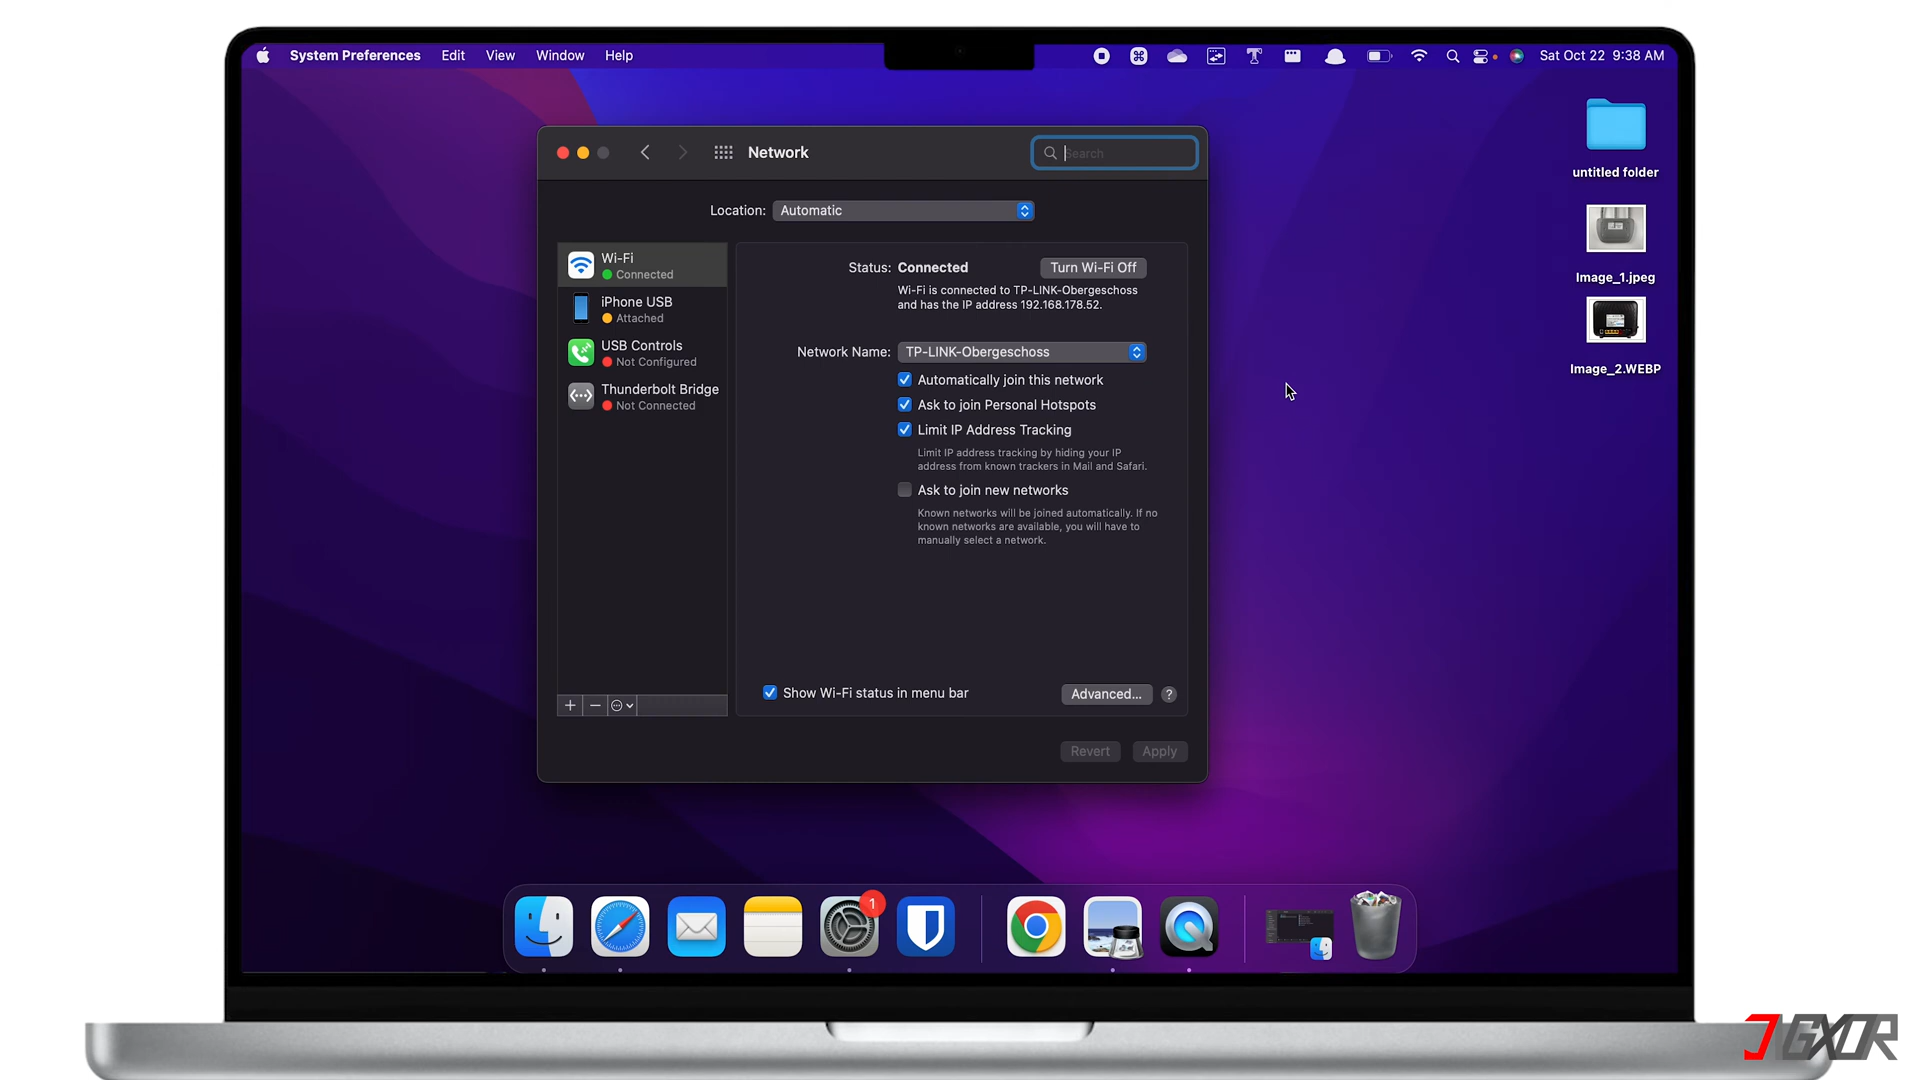 System Preferences Edit View Window Help Sat Oct 22 9:38 AM
untitled folder
Image_1.jpeg
Image_2.WEBP
Network
Search
Location: Automatic
Wi-Fi
Connected
iPhone USB
Attached
USB Controls
Not Configured
Thunderbolt Bridge
Not Connected
Status: Connected Turn Wi-Fi Off
Wi-Fi is connected to TP-LINK-Obergeschoss
and has the IP address 192.168.178.52.
Network Name: TP-LINK-Obergeschoss
Automatically join this network
Ask to join Personal Hotspots
Limit IP Address Tracking
Limit IP address tracking by hiding your IP
address from known trackers in Mail and Safari.
Ask to join new networks
Known networks will be joined automatically. If no
known networks are available, you will have to
manually select a network.
Show Wi-Fi status in menu bar Advanced... ?
Revert Apply
1
JIGXOR